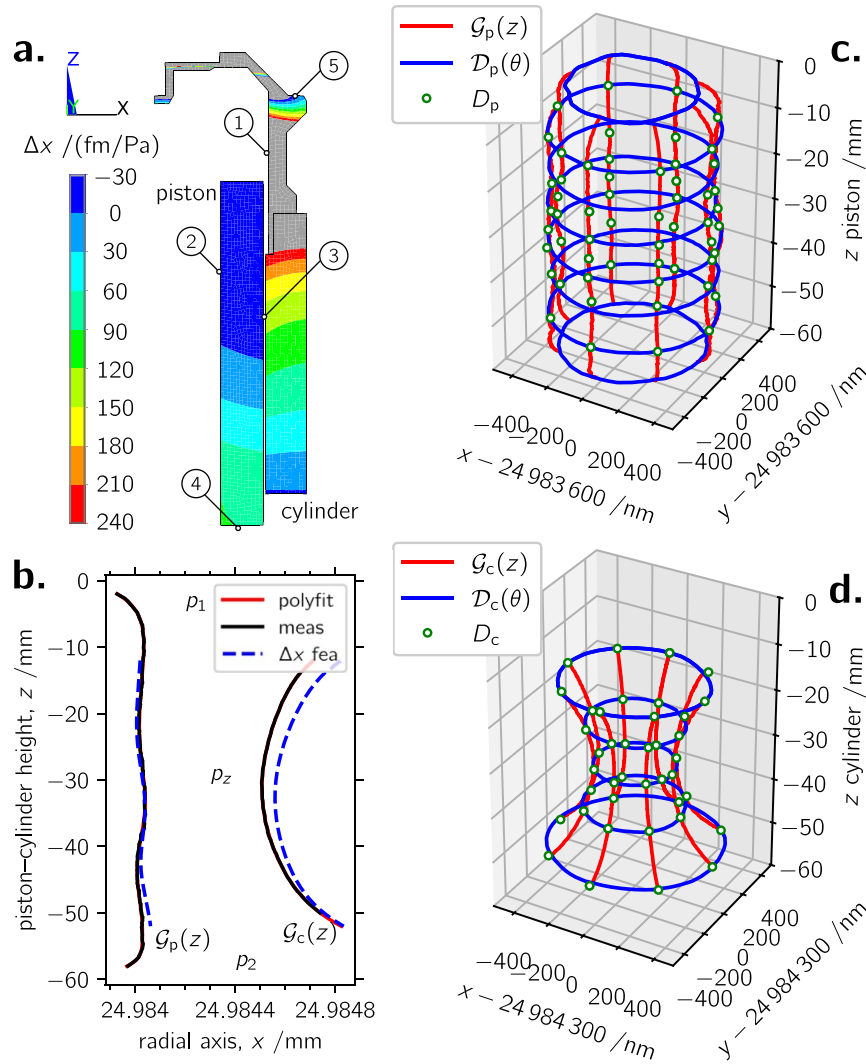 a.
Z
Y
X
Δx /(fm/Pa)
−30
0
30
60
90
120
150
180
210
240
piston
cylinder
1
2
3
4
5
c.
𝒢p(z)
𝒟p(θ)
Dp
0
−10
−20
−30
−40
−50
−60
z piston /mm
−400
−200
0
200
400
x − 24 983 600 /nm
−400
−200
0
200
400
y − 24 983 600 /nm
b.
0
−10
−20
−30
−40
−50
−60
piston–cylinder height, z /mm
p1
polyfit
meas
Δx fea
pz
𝒢p(z)
𝒢c(z)
p2
24.984
24.9844
24.9848
radial axis, x /mm
d.
𝒢c(z)
𝒟c(θ)
Dc
0
−10
−20
−30
−40
−50
−60
z cylinder /mm
−400
−200
0
200
400
x − 24 984 300 /nm
−400
−200
0
200
400
y − 24 984 300 /nm